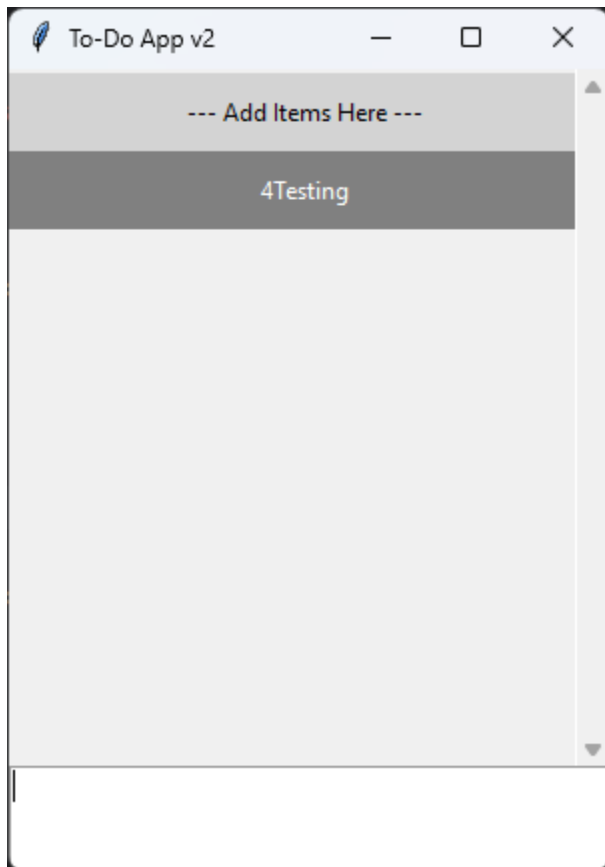 To-Do App v2
--- Add Items Here ---
4Testing